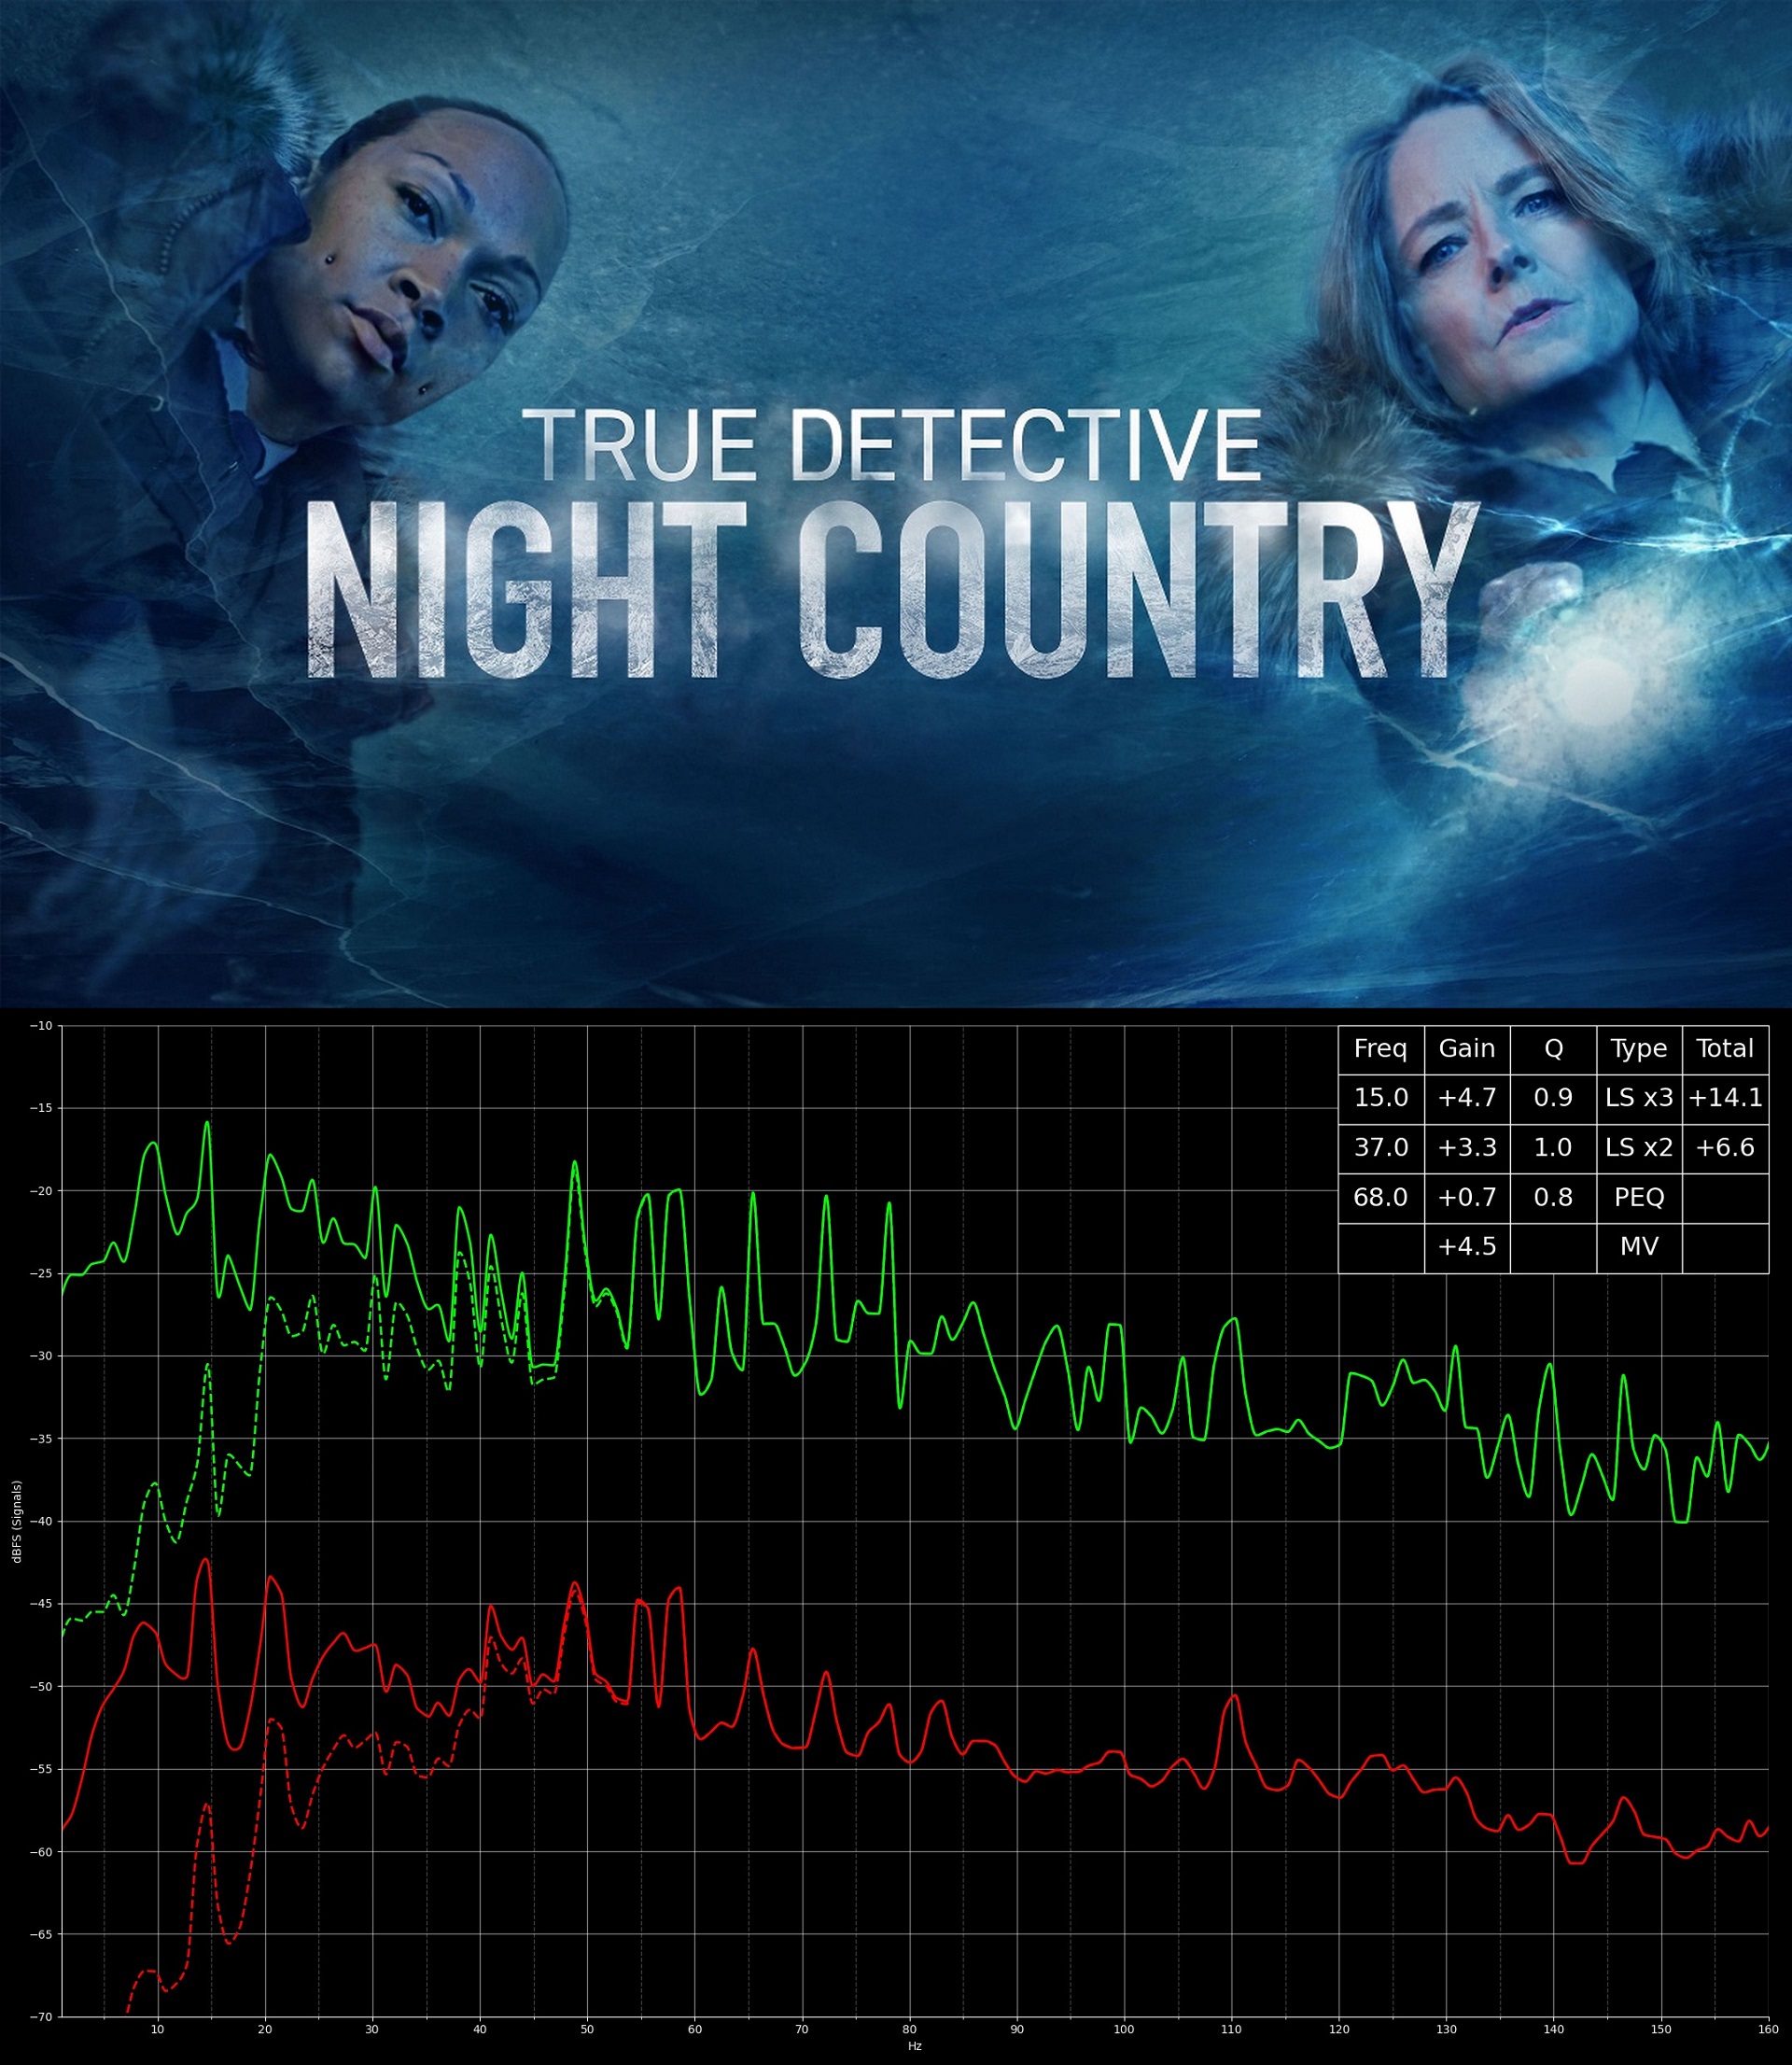 TRUE DETECTIVE
NIGHT COUNTRY
Freq Gain Q Type Total
15.0 +4.7 0.9 LS x3 +14.1
37.0 +3.3 1.0 LS x2 +6.6
68.0 +0.7 0.8 PEQ
+4.5 MV
−10
−15
−20
−25
−30
−35
−40
−45
−50
−55
−60
−65
−70
dBFS (Signals)
10 20 30 40 50 60 70 80 90 100 110 120 130 140 150 160
Hz